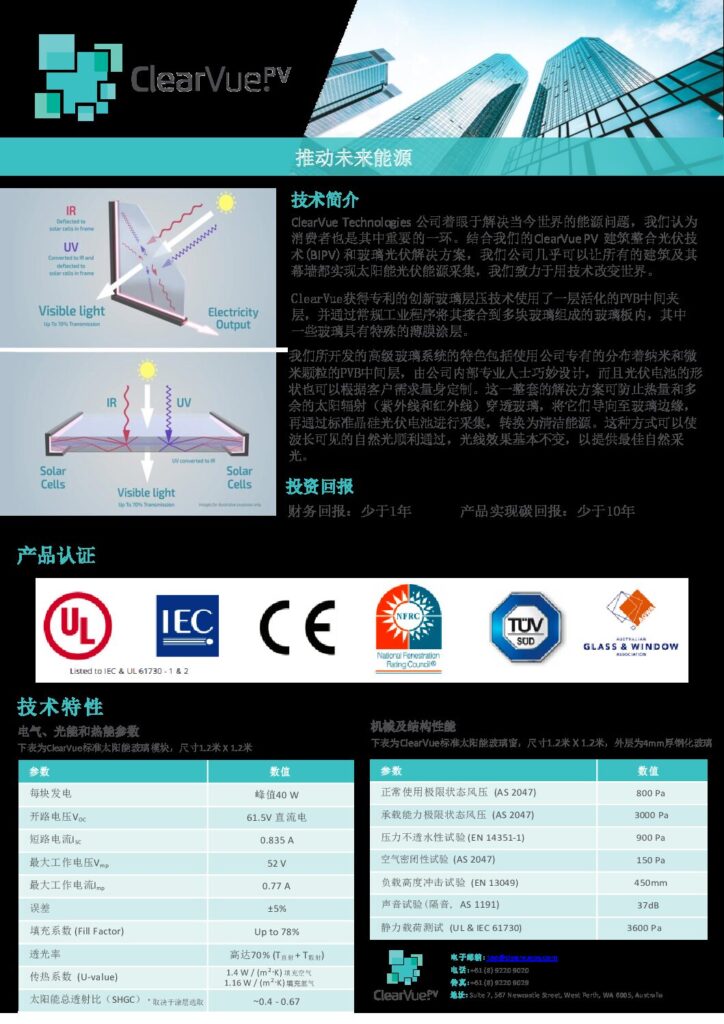 ClearVue PV
推动未来能源
IR
Deflected to
solar cells in frame
UV
Converted to IR and
deflected to
solar cells in frame
Visible light
Up To 70% Transmission
Electricity
Output
IR
UV
UV converted to IR
Solar
Cells
Solar
Cells
Visible light
Up To 70% Transmission
Images for illustrative purposes only
技术简介
ClearVue Technologies 公司着眼于解决当今世界的能源问题，我们认为
消费者也是其中重要的一环。结合我们的ClearVue PV 建筑整合光伏技
术(BIPV) 和玻璃光伏解决方案，我们公司几乎可以让所有的建筑及其
幕墙都实现太阳能光伏能源采集，我们致力于用技术改变世界。
ClearVue获得专利的创新玻璃层压技术使用了一层活化的PVB中间夹
层，并通过常规工业程序将其接合到多块玻璃组成的玻璃板内，其中
一些玻璃具有特殊的薄膜涂层。
我们所开发的高级玻璃系统的特色包括使用公司专有的分布着纳米和微
米颗粒的PVB中间层，由公司内部专业人士巧妙设计，而且光伏电池的形
状也可以根据客户需求量身定制。这一整套的解决方案可防止热量和多
余的太阳辐射（紫外线和红外线）穿透玻璃，将它们导向至玻璃边缘，
再通过标准晶硅光伏电池进行采集，转换为清洁能源。这种方式可以使
波长可见的自然光顺利通过，光线效果基本不变，以提供最佳自然采
光。
投资回报
财务回报：少于1年 产品实现碳回报：少于10年
产品认证
UL
IEC
CE
NFRC
National Fenestration
Rating Council®
TÜV
SÜD
AUSTRALIAN
GLASS & WINDOW
ASSOCIATION
Listed to IEC & UL 61730 - 1 & 2
技术特性
电气、光能和热能参数
下表为ClearVue标准太阳能玻璃模块，尺寸1.2米 X 1.2米
参数 数值
每块发电 峰值40 W
开路电压Voc 61.5V 直流电
短路电流Isc 0.835 A
最大工作电压Vmp 52 V
最大工作电流Imp 0.77 A
误差 ±5%
填充系数 (Fill Factor) Up to 78%
透光率 高达70% (T直射 + T散射)
传热系数 (U-value) 1.4 W / (m²·K) 填充空气
1.16 W / (m²·K) 填充氩气
太阳能总透射比（SHGC） * 取决于涂层选取 ~0.4 - 0.67
机械及结构性能
下表为ClearVue标准太阳能玻璃窗，尺寸1.2米 X 1.2米，外层为4mm厚钢化玻璃
参数 数值
正常使用极限状态风压 (AS 2047) 800 Pa
承载能力极限状态风压 (AS 2047) 3000 Pa
压力不透水性试验 (EN 14351-1) 900 Pa
空气密闭性试验 (AS 2047) 150 Pa
负载高度冲击试验 (EN 13049) 450mm
声音试验(隔音, AS 1191) 37dB
静力载荷测试 (UL & IEC 61730) 3600 Pa
ClearVue PV
电子邮箱:
电话:+61 (8) 9220 9020
传真:+61 (8) 9220 9029
地址: Suite 7, 567 Newcastle Street, West Perth, WA 6005, Australia